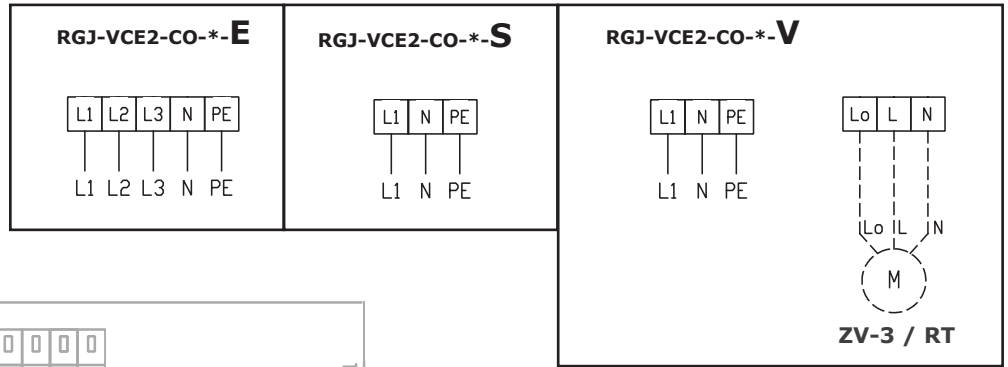 RGJ-VCE2-CO-*-E
L1 L2 L3 N PE
L1 L2 L3 N PE
RGJ-VCE2-CO-*-S
L1 N PE
L1 N PE
RGJ-VCE2-CO-*-V
L1 N PE
L1 N PE
Lo L N
Lo L N
M
ZV-3 / RT